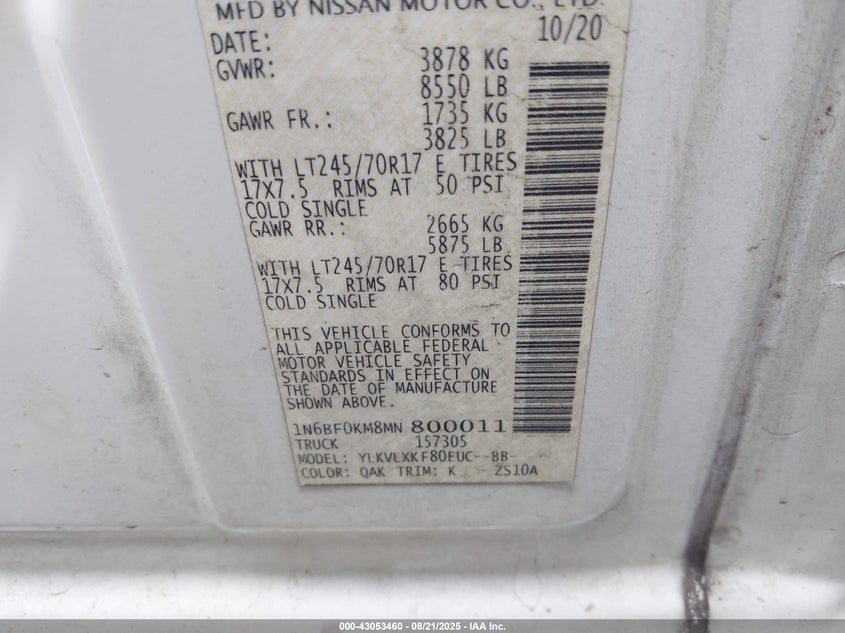 MFD BY NISSAN MOTOR CO., LTD.
DATE: 10/20
GVWR: 3878 KG
8550 LB
GAWR FR.: 1735 KG
3825 LB
WITH LT245/70R17 E TIRES
17X7.5 RIMS AT 50 PSI
COLD SINGLE
GAWR RR.: 2665 KG
5875 LB
WITH LT245/70R17 E TIRES
17X7.5 RIMS AT 80 PSI
COLD SINGLE
THIS VEHICLE CONFORMS TO
ALL APPLICABLE FEDERAL
MOTOR VEHICLE SAFETY
STANDARDS IN EFFECT ON
THE DATE OF MANUFACTURE
SHOWN ABOVE.
1N6BF0KM8MN 800011
TRUCK 157305
MODEL: YLKVLXKF80EUC--BB-
COLOR: QAK TRIM: K ZS10A
000-43053460 - 08/21/2025 - IAA Inc.